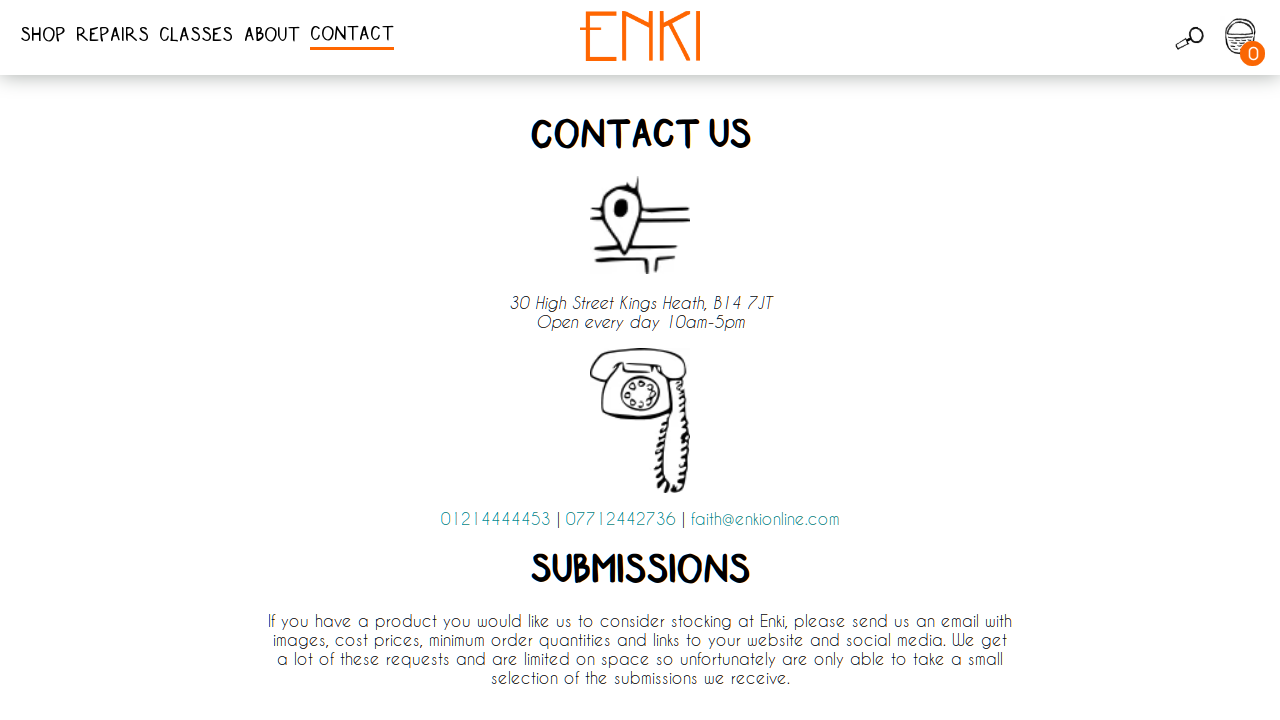 SHOP REPAIRS CLASSES ABOUT CONTACT
ENKI
0
CONTACT US
30 High Street Kings Heath, B14 7JT
Open every day 10am-5pm
01214444453 | 07712442736 | faith@enkionline.com
SUBMISSIONS
If you have a product you would like us to consider stocking at Enki, please send us an email with
images, cost prices, minimum order quantities and links to your website and social media. We get
a lot of these requests and are limited on space so unfortunately are only able to take a small
selection of the submissions we receive.